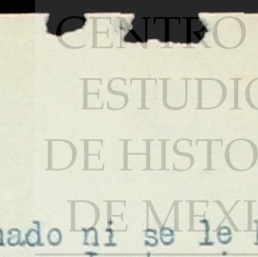 CENTRO
ESTUDIO
DE HISTO
DE MEXI
nado ni se le